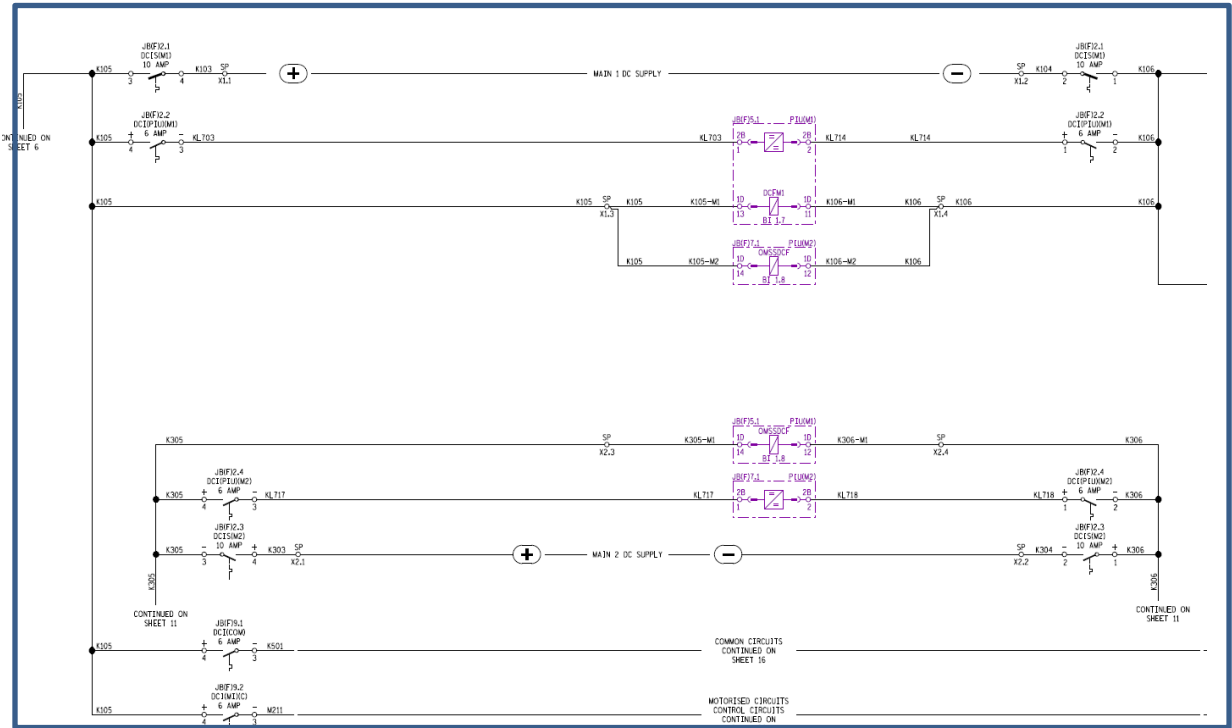 JB(F)2.1
DCIS(M1)
10 AMP
K105
3
4
K103
SP
X1.1
+
MAIN 1 DC SUPPLY
-
SP
X1.2
K104
2
JB(F)2.1
DCIS(M1)
10 AMP
1
K106
K105
CONTINUED ON
SHEET 6
JB(F)2.2
DCI(PIU)(M1)
6 AMP
K105
+
4
-
3
KL703
KL703
JB(F)5.1 PIU(M1)
2B
1
2B
2
KL714
KL714
JB(F)2.2
DCI(PIU)(M1)
6 AMP
+
1
-
2
K106
K105
K105
SP
X1.3
K105
K105-M1
1D
13
DCFM1
BI 1.7
1D
11
K106-M1
K106
SP
X1.4
K106
K106
K105
K105-M2
JB(F)7.1 PIU(M2)
OMSSDCF
1D
14
BI 1.8
1D
12
K106-M2
K106
K305
SP
X2.3
K305-M1
JB(F)5.1 PIU(M1)
OMSSDCF
1D
14
BI 1.8
1D
12
K306-M1
SP
X2.4
K306
JB(F)2.4
DCI(PIU)(M2)
6 AMP
K305
+
4
-
3
KL717
KL717
JB(F)7.1 PIU(M2)
2B
1
2B
2
KL718
KL718
JB(F)2.4
DCI(PIU)(M2)
6 AMP
+
1
-
2
K306
JB(F)2.3
DCIS(M2)
10 AMP
K305
-
3
+
4
K303
SP
X2.1
+
MAIN 2 DC SUPPLY
-
SP
X2.2
K304
-
2
JB(F)2.3
DCIS(M2)
10 AMP
+
1
K306
K305
CONTINUED ON
SHEET 11
K306
CONTINUED ON
SHEET 11
JB(F)9.1
DCI(COM)
6 AMP
K105
+
4
-
3
K501
COMMON CIRCUITS
CONTINUED ON
SHEET 16
JB(F)9.2
DCI(M1)(C)
6 AMP
K105
+
4
-
3
M211
MOTORISED CIRCUITS
CONTROL CIRCUITS
CONTINUED ON